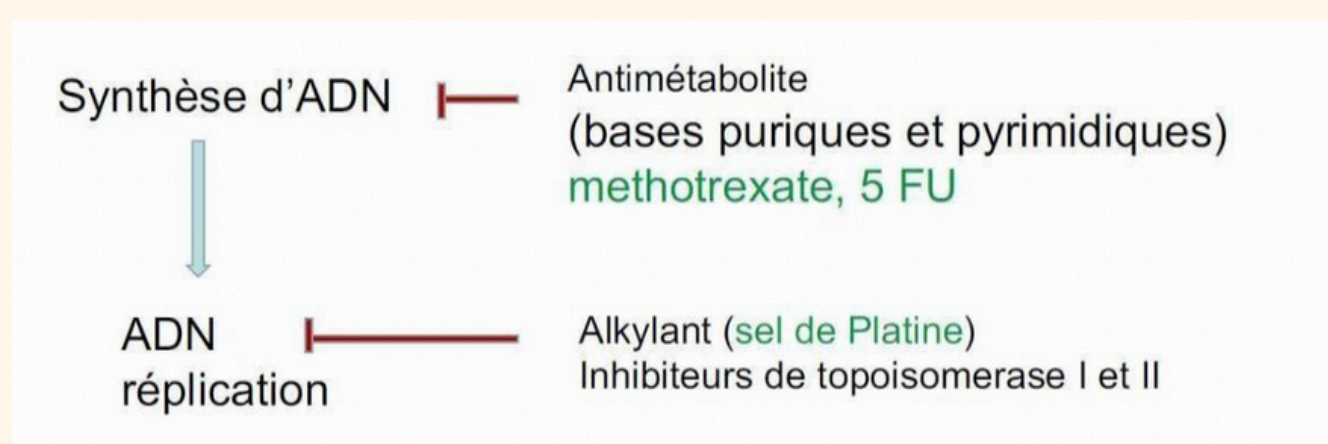 Synthèse d'ADN
Antimétabolite
(bases puriques et pyrimidiques)
methotrexate, 5 FU
ADN
réplication
Alkylant (sel de Platine)
Inhibiteurs de topoisomerase I et II